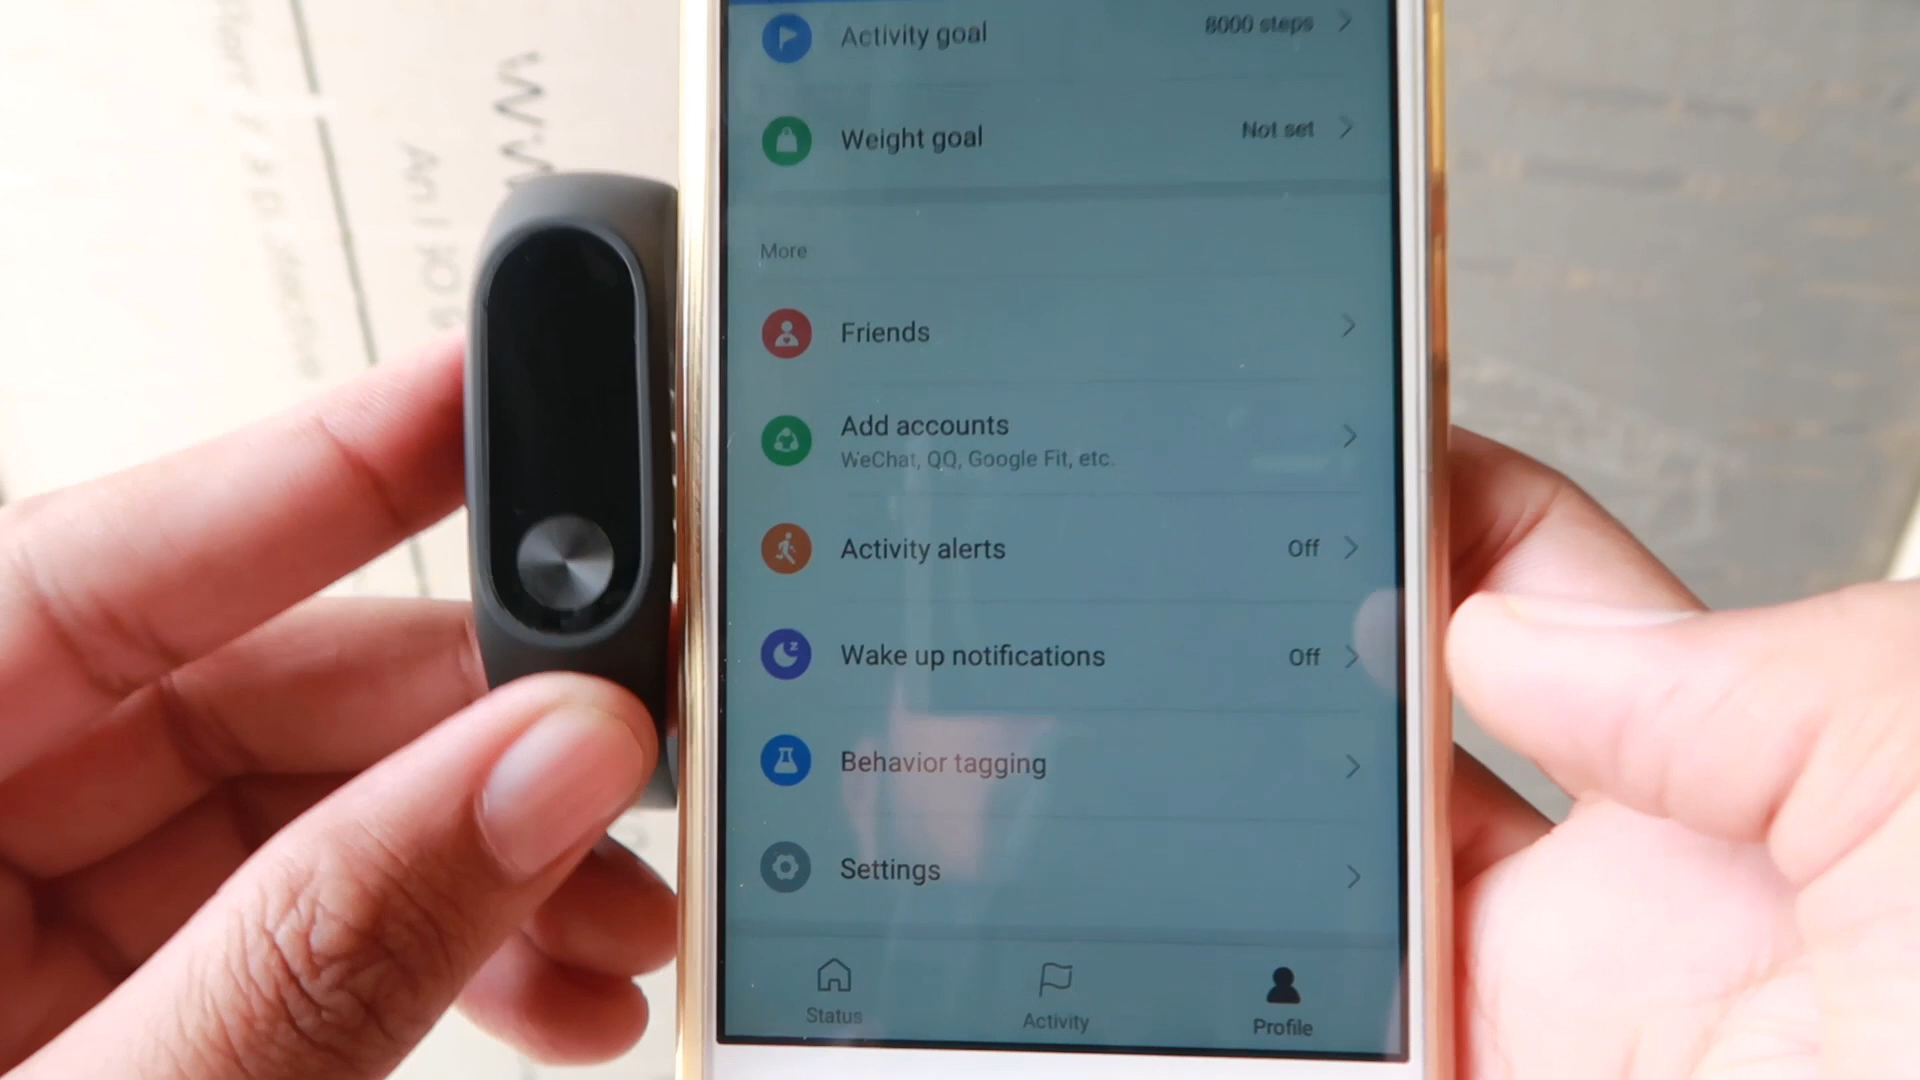 Activity goal
8000 steps
Weight goal
Not set
More
Friends
Add accounts
WeChat, QQ, Google Fit, etc.
Activity alerts
Off
Wake up notifications
Off
Behavior tagging
Settings
Status
Activity
Profile